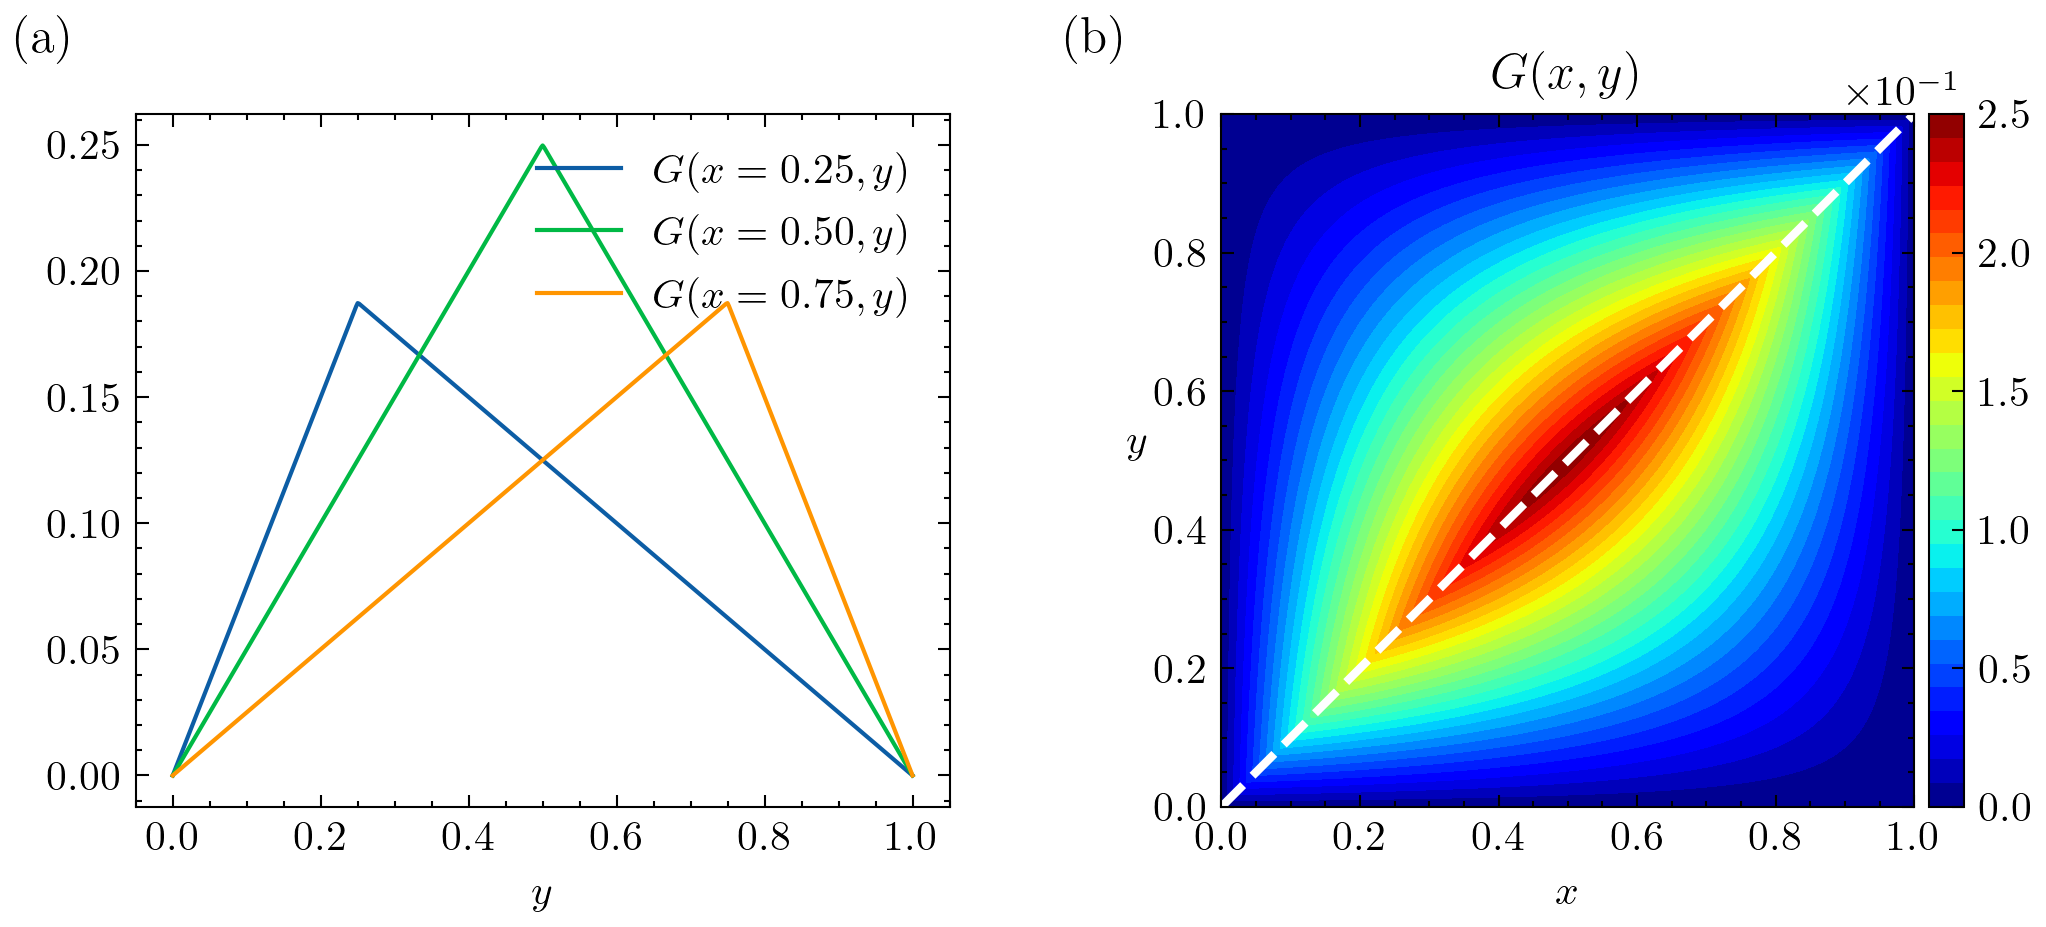 (a)
0.25
0.20
0.15
0.10
0.05
0.00
0.0 0.2 0.4 0.6 0.8 1.0
y
G(x = 0.25, y)
G(x = 0.50, y)
G(x = 0.75, y)
(b)
G(x, y)
×10⁻¹
1.0
0.8
0.6
0.4
0.2
0.0
y
0.0 0.2 0.4 0.6 0.8 1.0
x
2.5
2.0
1.5
1.0
0.5
0.0